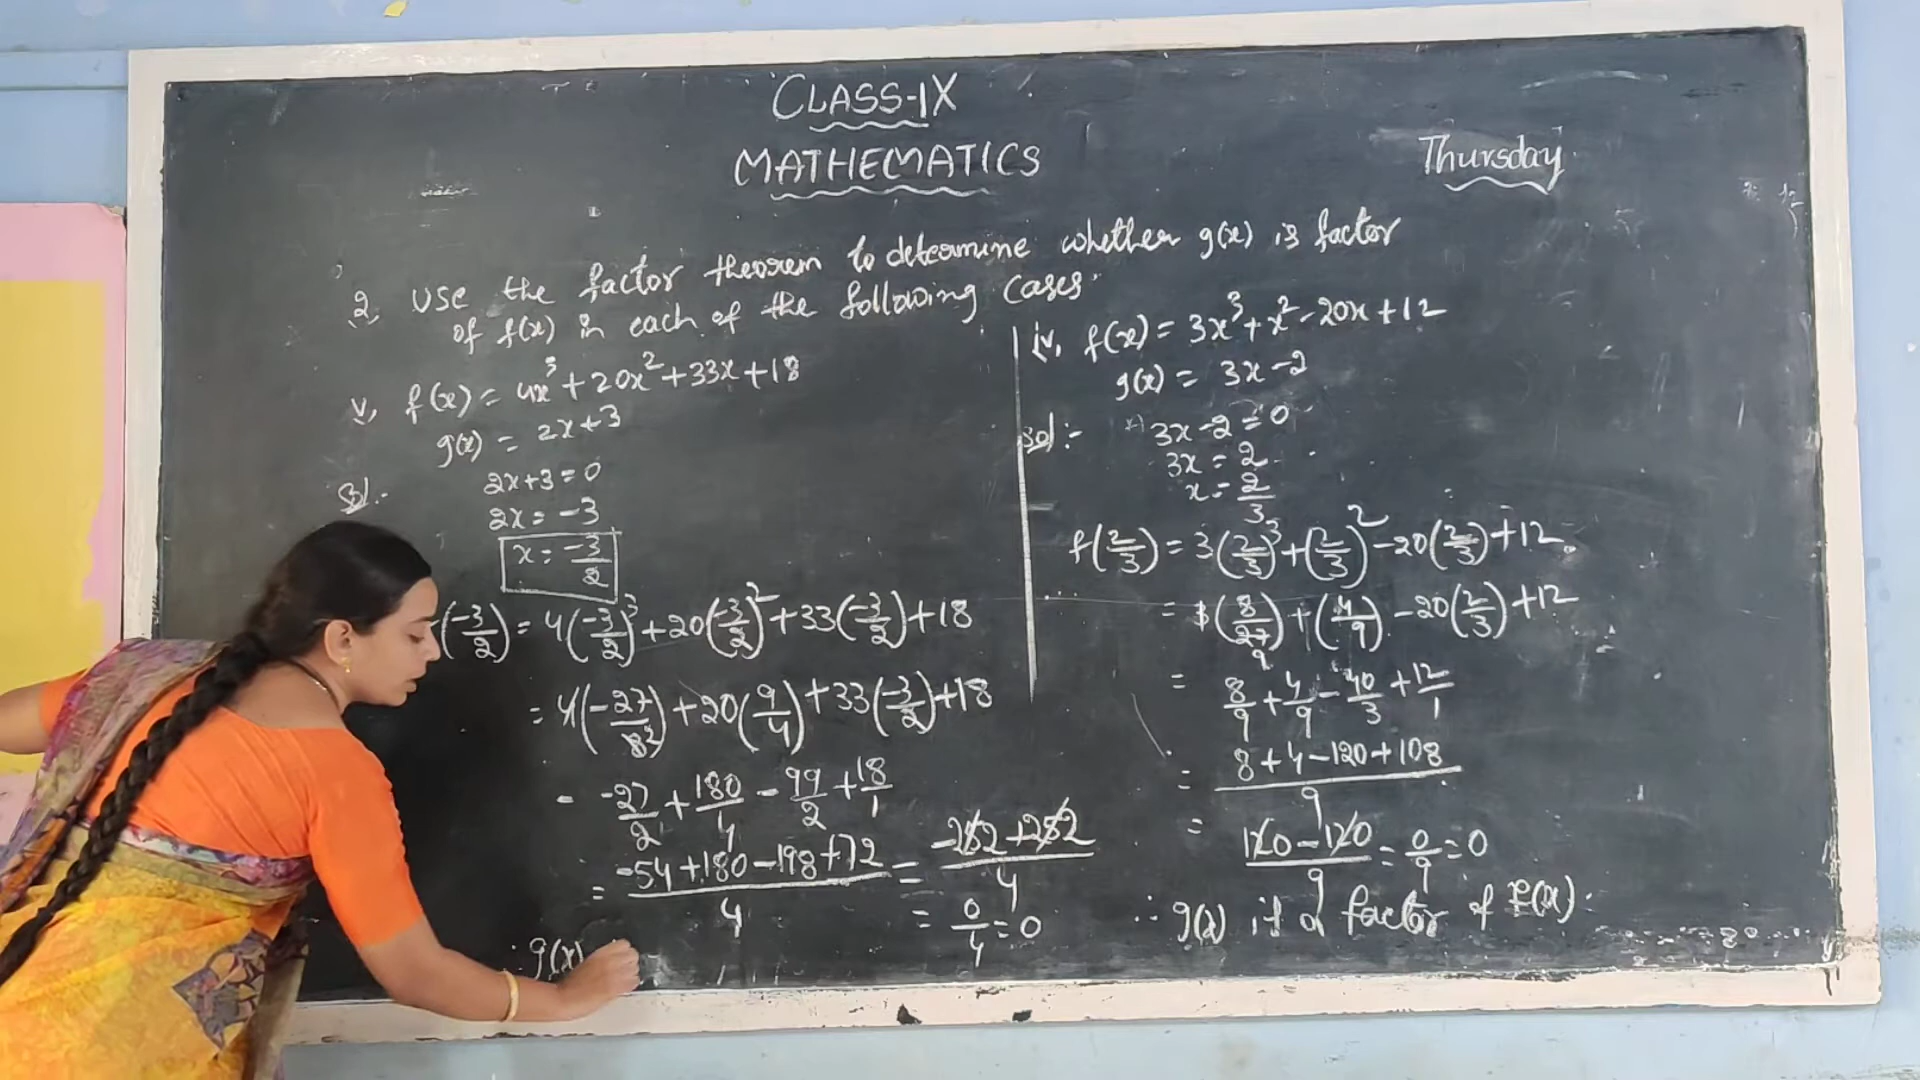 CLASS-IX
MATHEMATICS
Thursday
2, Use the factor theorem to determine whether g(x) is factor
of f(x) in each of the following cases.
v, f(x) = 4x³+20x²+33x+18
g(x) = 2x+3
Sol:-
2x+3=0
2x=-3
x=-3/2
(-3/2) = 4(-3/2)³+20(-3/2)²+33(-3/2)+18
= 4(-27/8²)+20(9/4)+33(-3/2)+18
= -27/2+180/4-99/2+18/1
= -54+180-198+72/4 = -252+252/4
= 0/4=0
∴ g(x)
iv, f(x) = 3x³+x²-20x+12
g(x) = 3x-2
Sol:-
3x-2=0
3x=2
x=2/3
f(2/3) = 3(2/3)³+(2/3)²-20(2/3)+12
= 3(8/27 9)+(4/9)-20(2/3)+12
= 8/9+4/9-40/3+12/1
= 8+4-120+108/9
= 120-120/9=0/9=0
∴ g(x) is a factor of f(x).